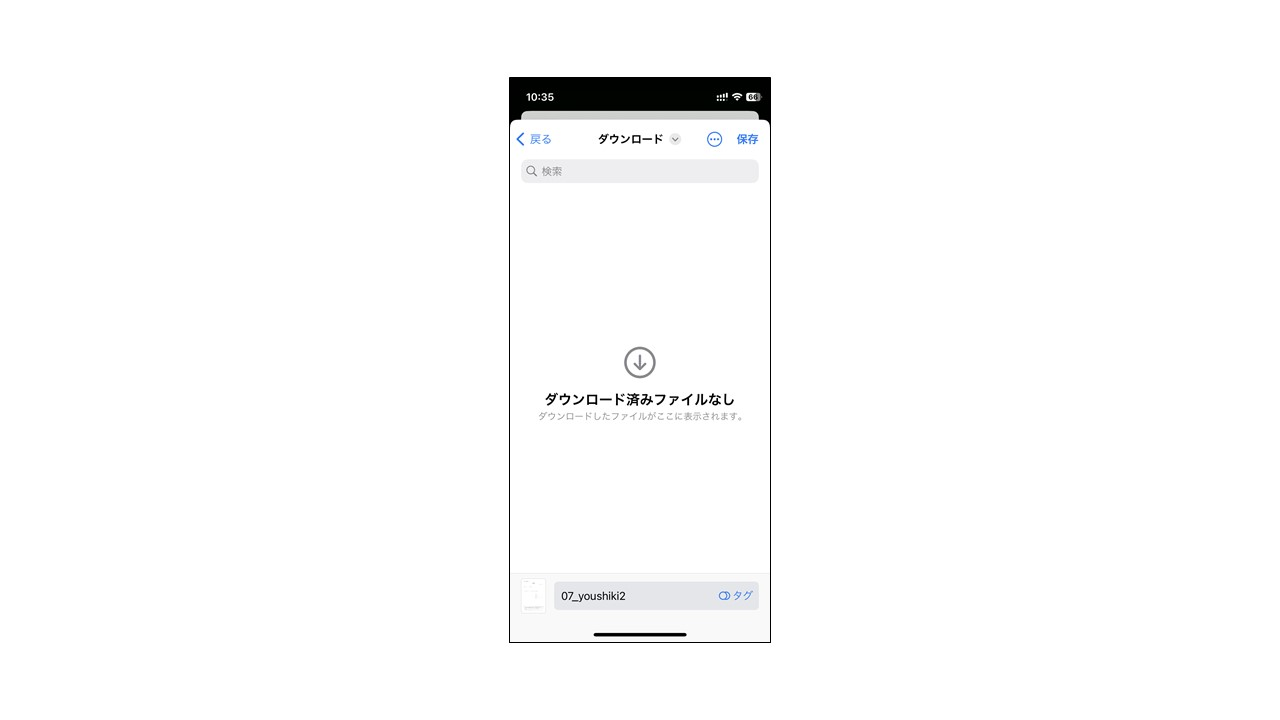 10:35
66
戻る
ダウンロード
保存
検索
ダウンロード済みファイルなし
ダウンロードしたファイルがここに表示されます。
07_youshiki2
タグ